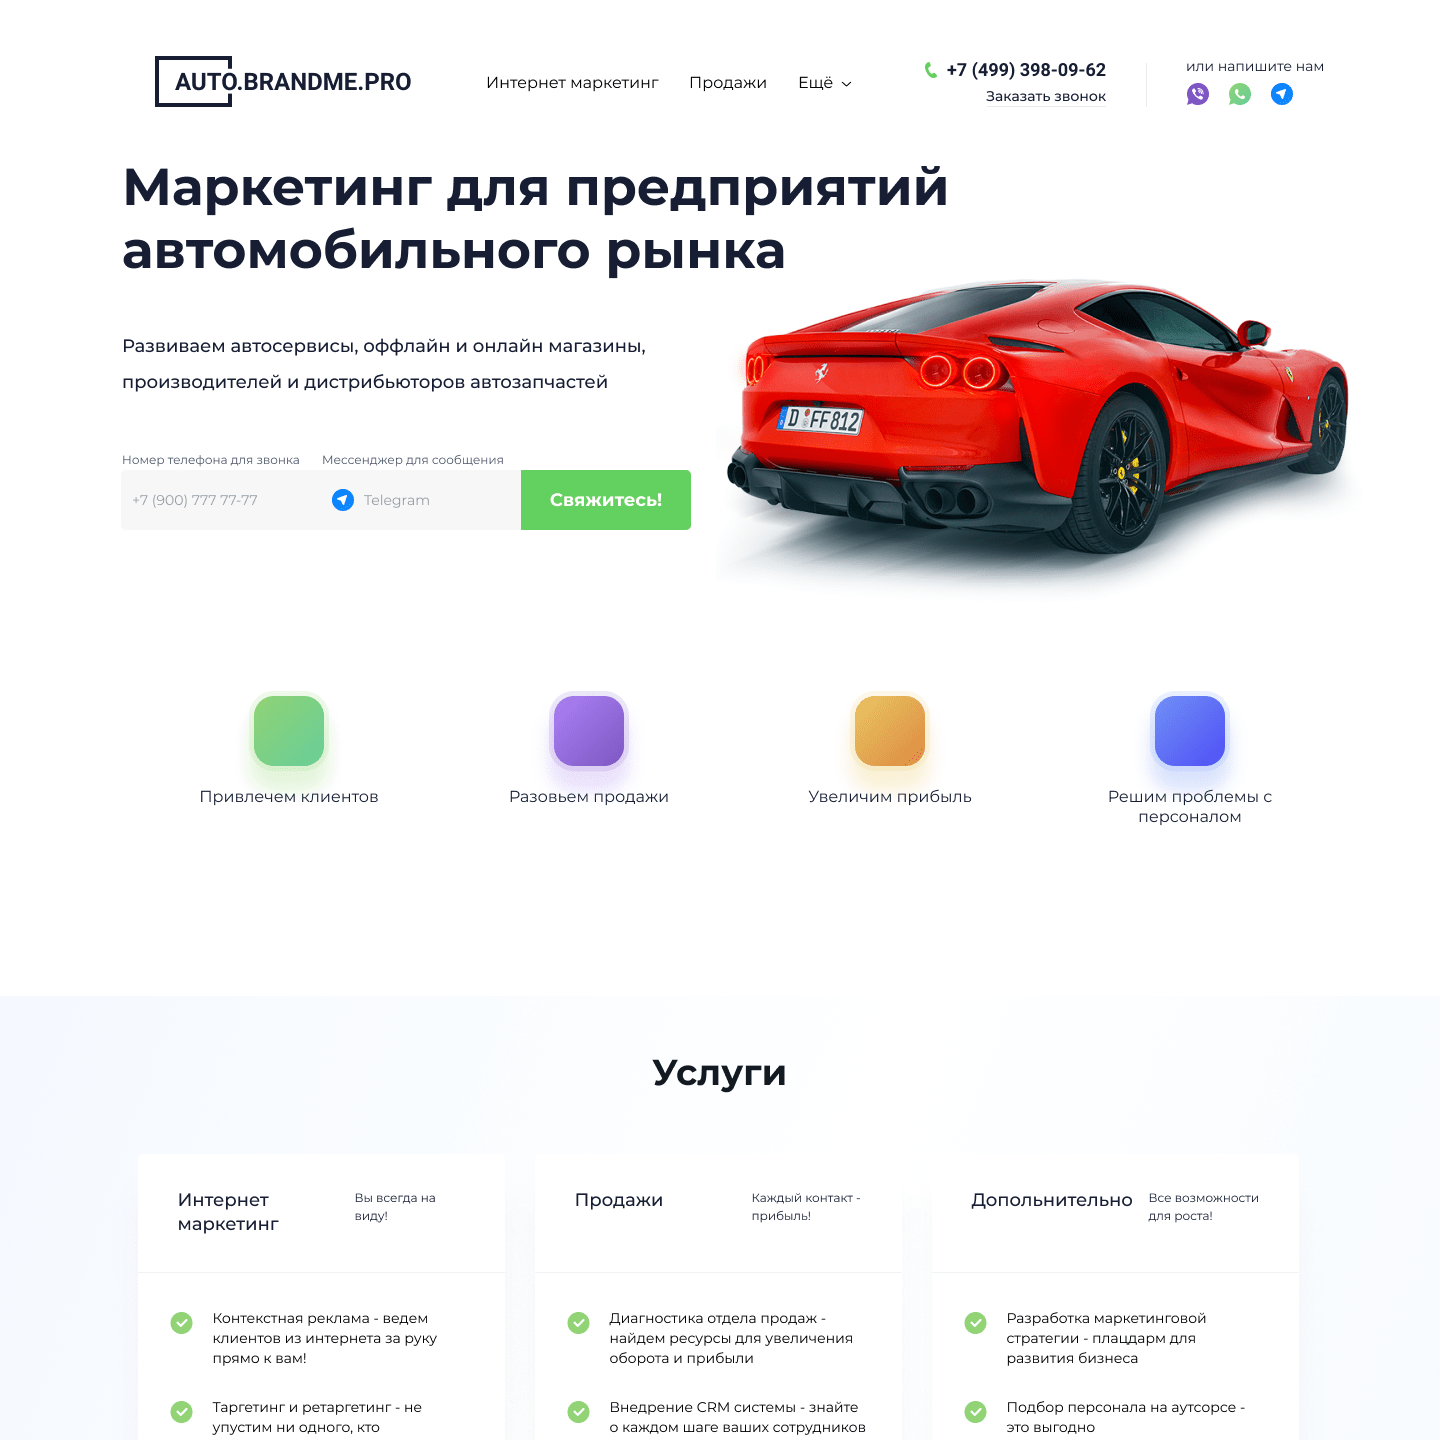 AUTO.BRANDME.PRO
Интернет маркетинг
Продажи
Ещё
+7 (499) 398-09-62
Заказать звонок
или напишите нам
Маркетинг для предприятий
автомобильного рынка
Развиваем автосервисы, оффлайн и онлайн магазины,
производителей и дистрибьюторов автозапчастей
Номер телефона для звонка
Мессенджер для сообщения
+7 (900) 777 77-77
Telegram
Свяжитесь!
D FF812
Привлечем клиентов
Разовьем продажи
Увеличим прибыль
Решим проблемы с
персоналом
Услуги
Интернет
маркетинг
Вы всегда на
виду!
Контекстная реклама - ведем
клиентов из интернета за руку
прямо к вам!
Таргетинг и ретаргетинг - не
упустим ни одного, кто
Продажи
Каждый контакт -
прибыль!
Диагностика отдела продаж -
найдем ресурсы для увеличения
оборота и прибыли
Внедрение CRM системы - знайте
о каждом шаге ваших сотрудников
Допольнительно
Все возможности
для роста!
Разработка маркетинговой
стратегии - плацдарм для
развития бизнеса
Подбор персонала на аутсорсе -
это выгодно